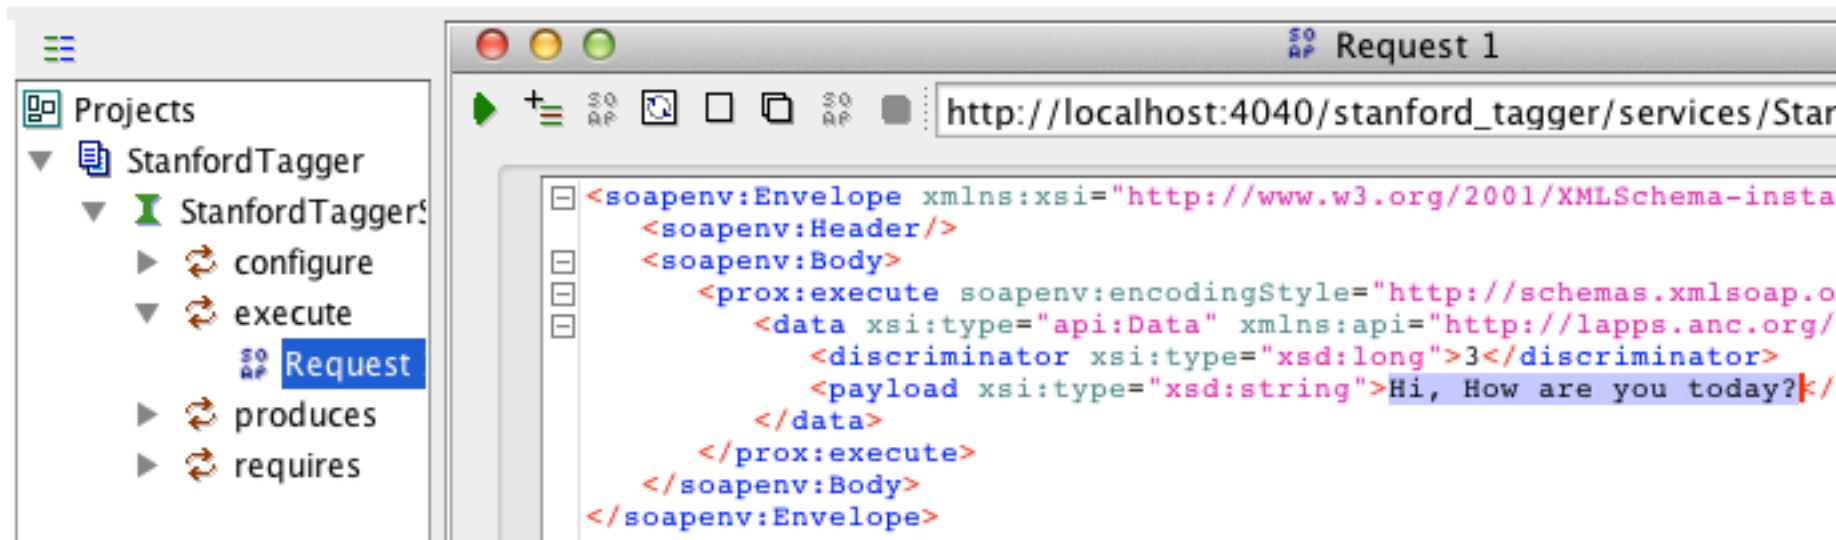 Request 1
Projects
StanfordTagger
StanfordTaggerS
configure
execute
Request
produces
requires
http://localhost:4040/stanford_tagger/services/Stan
<soapenv:Envelope xmlns:xsi="http://www.w3.org/2001/XMLSchema-insta
<soapenv:Header/>
<soapenv:Body>
<prox:execute soapenv:encodingStyle="http://schemas.xmlsoap.o
<data xsi:type="api:Data" xmlns:api="http://lapps.anc.org/
<discriminator xsi:type="xsd:long">3</discriminator>
<payload xsi:type="xsd:string">Hi, How are you today?</
</data>
</prox:execute>
</soapenv:Body>
</soapenv:Envelope>